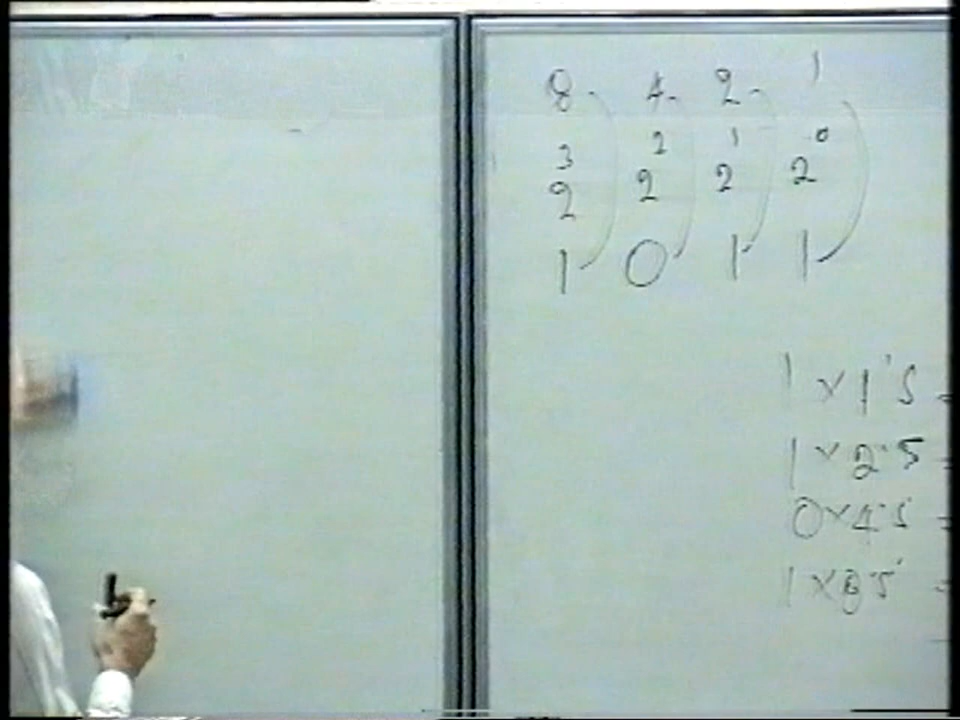 8 4 2 1
3 2 1 0
2 2 2 2
1 0 1 1
1 × 1's =
1 × 2's =
0 × 4's =
1 × 8's =